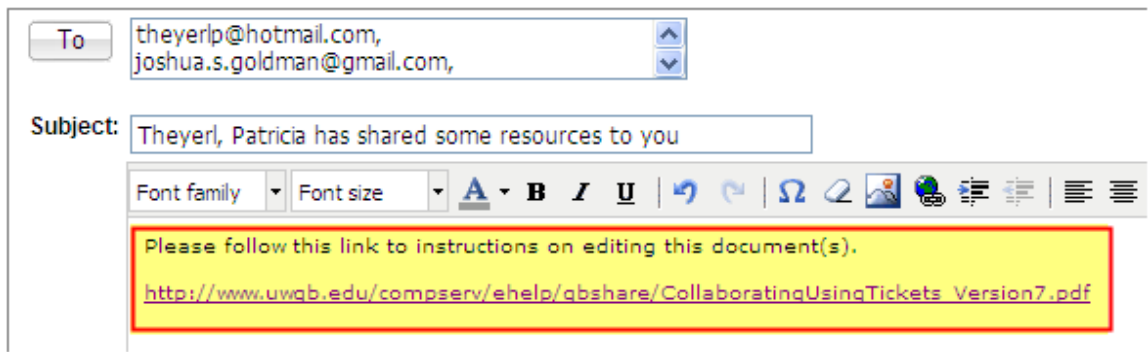 To
theyerlp@hotmail.com,
joshua.s.goldman@gmail.com,
Subject:
Theyerl, Patricia has shared some resources to you
Font family Font size A B I U Ω
Please follow this link to instructions on editing this document(s).
http://www.uwgb.edu/compserv/ehelp/gbshare/CollaboratingUsingTickets_Version7.pdf